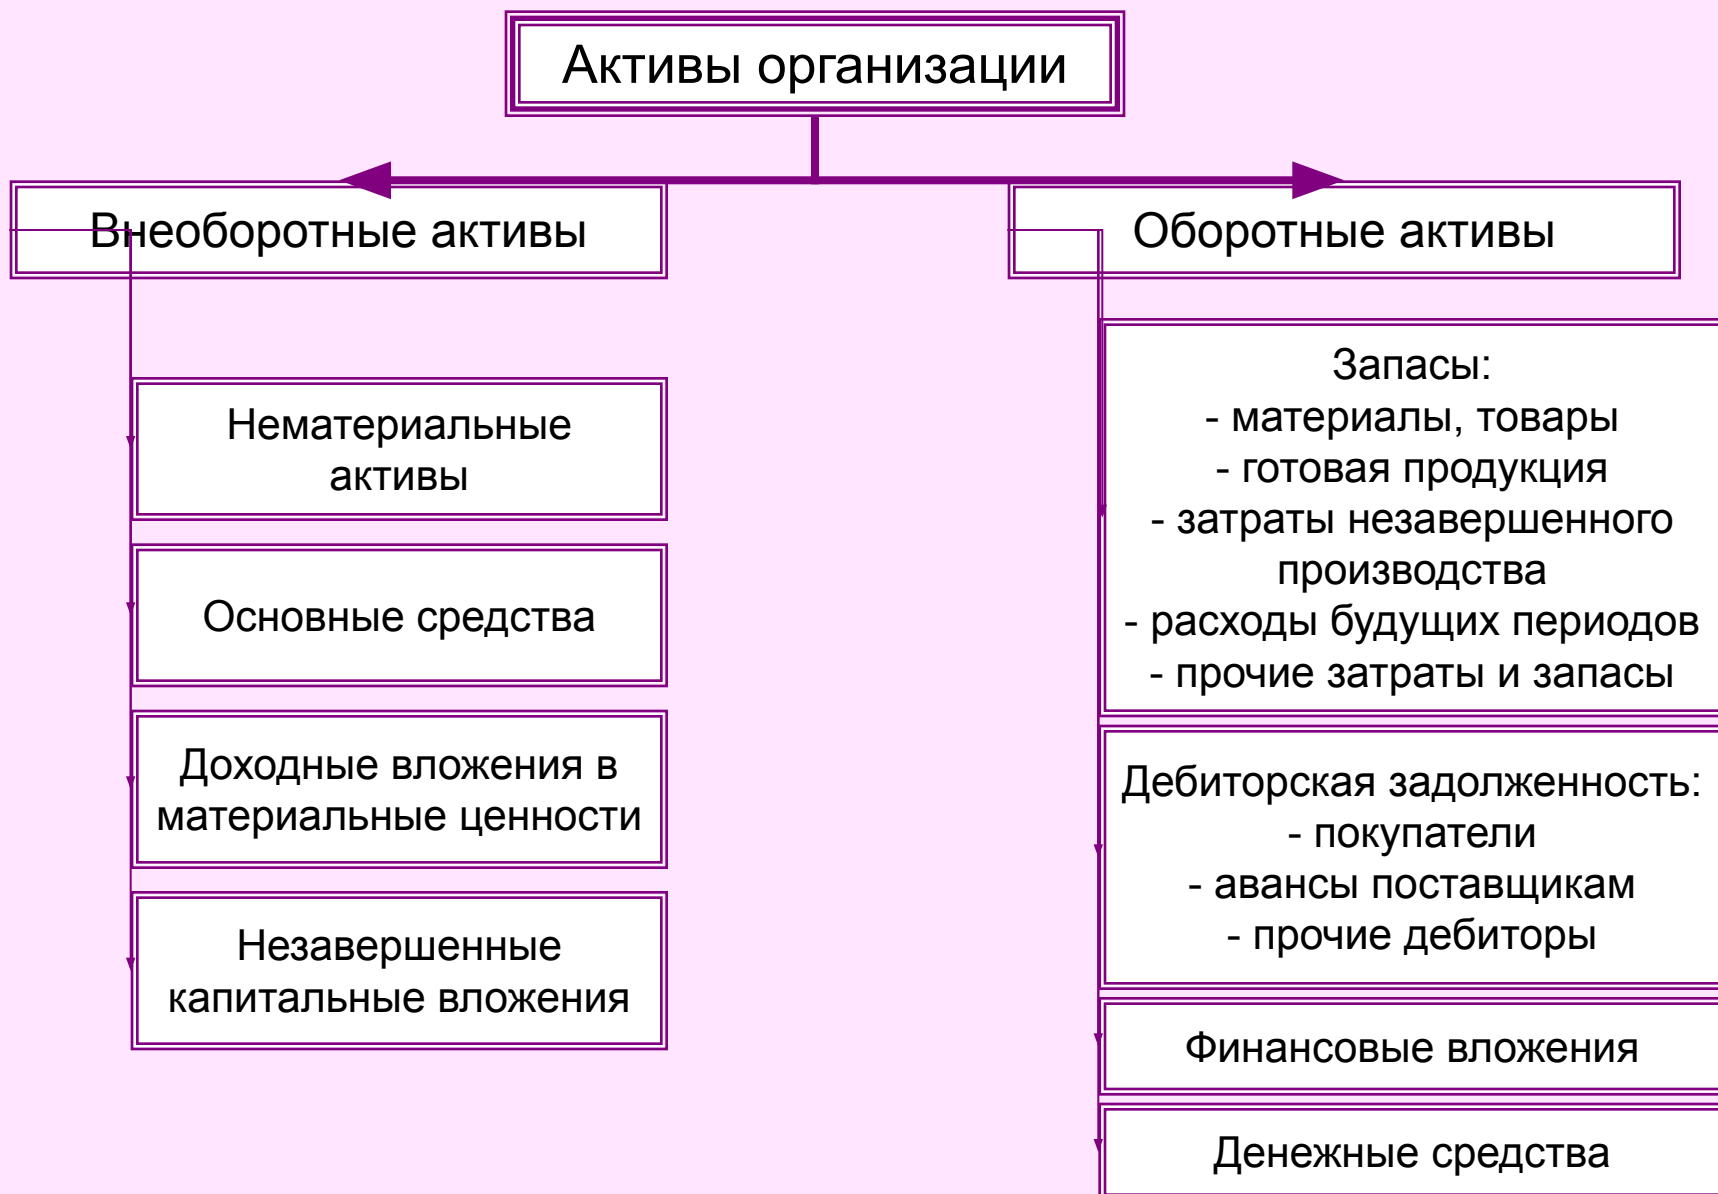 Активы организации
Внеоборотные активы
Оборотные активы
Нематериальные
активы
Основные средства
Доходные вложения в
материальные ценности
Незавершенные
капитальные вложения
Запасы:
- материалы, товары
- готовая продукция
- затраты незавершенного
производства
- расходы будущих периодов
- прочие затраты и запасы
Дебиторская задолженность:
- покупатели
- авансы поставщикам
- прочие дебиторы
Финансовые вложения
Денежные средства